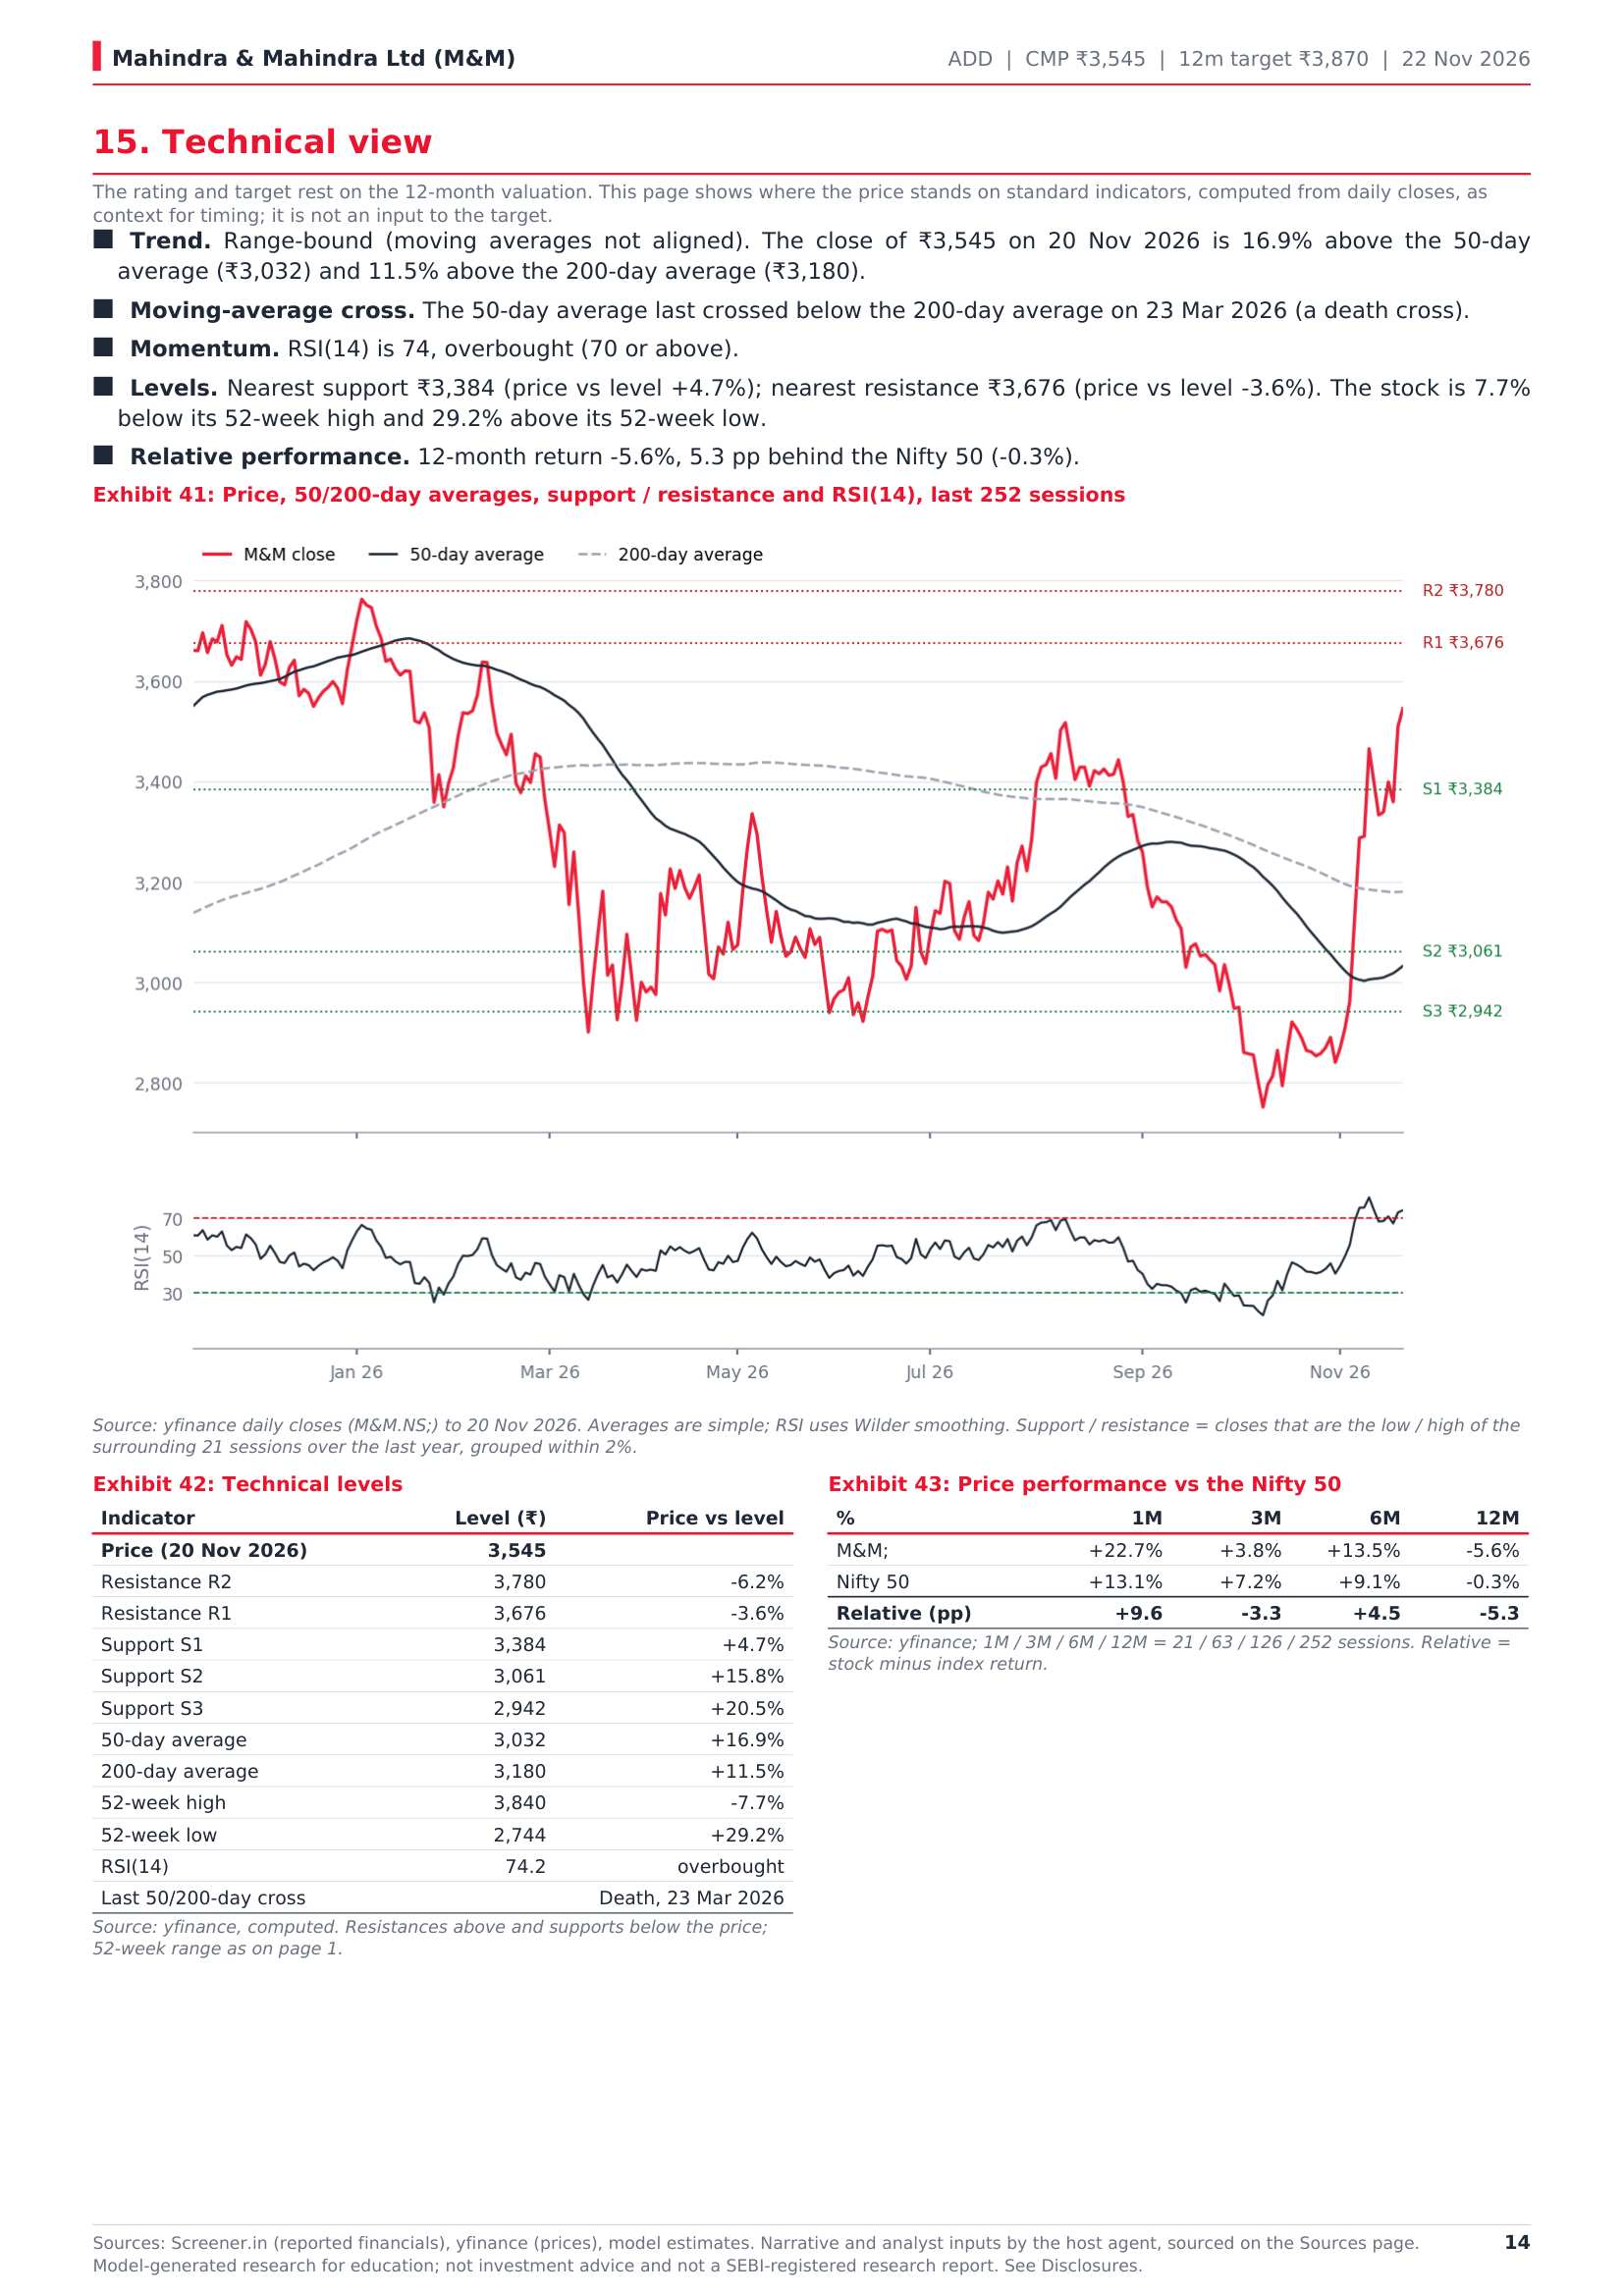 Mahindra & Mahindra Ltd (M&M)
ADD | CMP ₹3,545 | 12m target ₹3,870 | 22 Nov 2026
15. Technical view
The rating and target rest on the 12-month valuation. This page shows where the price stands on standard indicators, computed from daily closes, as
context for timing; it is not an input to the target.
■ Trend. Range-bound (moving averages not aligned). The close of ₹3,545 on 20 Nov 2026 is 16.9% above the 50-day
average (₹3,032) and 11.5% above the 200-day average (₹3,180).
■ Moving-average cross. The 50-day average last crossed below the 200-day average on 23 Mar 2026 (a death cross).
■ Momentum. RSI(14) is 74, overbought (70 or above).
■ Levels. Nearest support ₹3,384 (price vs level +4.7%); nearest resistance ₹3,676 (price vs level -3.6%). The stock is 7.7%
below its 52-week high and 29.2% above its 52-week low.
■ Relative performance. 12-month return -5.6%, 5.3 pp behind the Nifty 50 (-0.3%).
Exhibit 41: Price, 50/200-day averages, support / resistance and RSI(14), last 252 sessions
M&M close 50-day average 200-day average
3,800
R2 ₹3,780
R1 ₹3,676
3,600
3,400
S1 ₹3,384
3,200
S2 ₹3,061
3,000
S3 ₹2,942
2,800
RSI(14)
70
50
30
Jan 26 Mar 26 May 26 Jul 26 Sep 26 Nov 26
Source: yfinance daily closes (M&M.NS;) to 20 Nov 2026. Averages are simple; RSI uses Wilder smoothing. Support / resistance = closes that are the low / high of the
surrounding 21 sessions over the last year, grouped within 2%.
Exhibit 42: Technical levels
Indicator Level (₹) Price vs level
Price (20 Nov 2026) 3,545
Resistance R2 3,780 -6.2%
Resistance R1 3,676 -3.6%
Support S1 3,384 +4.7%
Support S2 3,061 +15.8%
Support S3 2,942 +20.5%
50-day average 3,032 +16.9%
200-day average 3,180 +11.5%
52-week high 3,840 -7.7%
52-week low 2,744 +29.2%
RSI(14) 74.2 overbought
Last 50/200-day cross Death, 23 Mar 2026
Source: yfinance, computed. Resistances above and supports below the price;
52-week range as on page 1.
Exhibit 43: Price performance vs the Nifty 50
% 1M 3M 6M 12M
M&M; +22.7% +3.8% +13.5% -5.6%
Nifty 50 +13.1% +7.2% +9.1% -0.3%
Relative (pp) +9.6 -3.3 +4.5 -5.3
Source: yfinance; 1M / 3M / 6M / 12M = 21 / 63 / 126 / 252 sessions. Relative =
stock minus index return.
Sources: Screener.in (reported financials), yfinance (prices), model estimates. Narrative and analyst inputs by the host agent, sourced on the Sources page.
Model-generated research for education; not investment advice and not a SEBI-registered research report. See Disclosures.
14